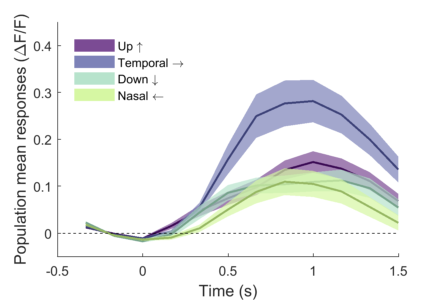 Population mean responses (ΔF/F)
0.4
0.3
0.2
0.1
0
Up ↑
Temporal →
Down ↓
Nasal ←
-0.5
0
0.5
1
1.5
Time (s)